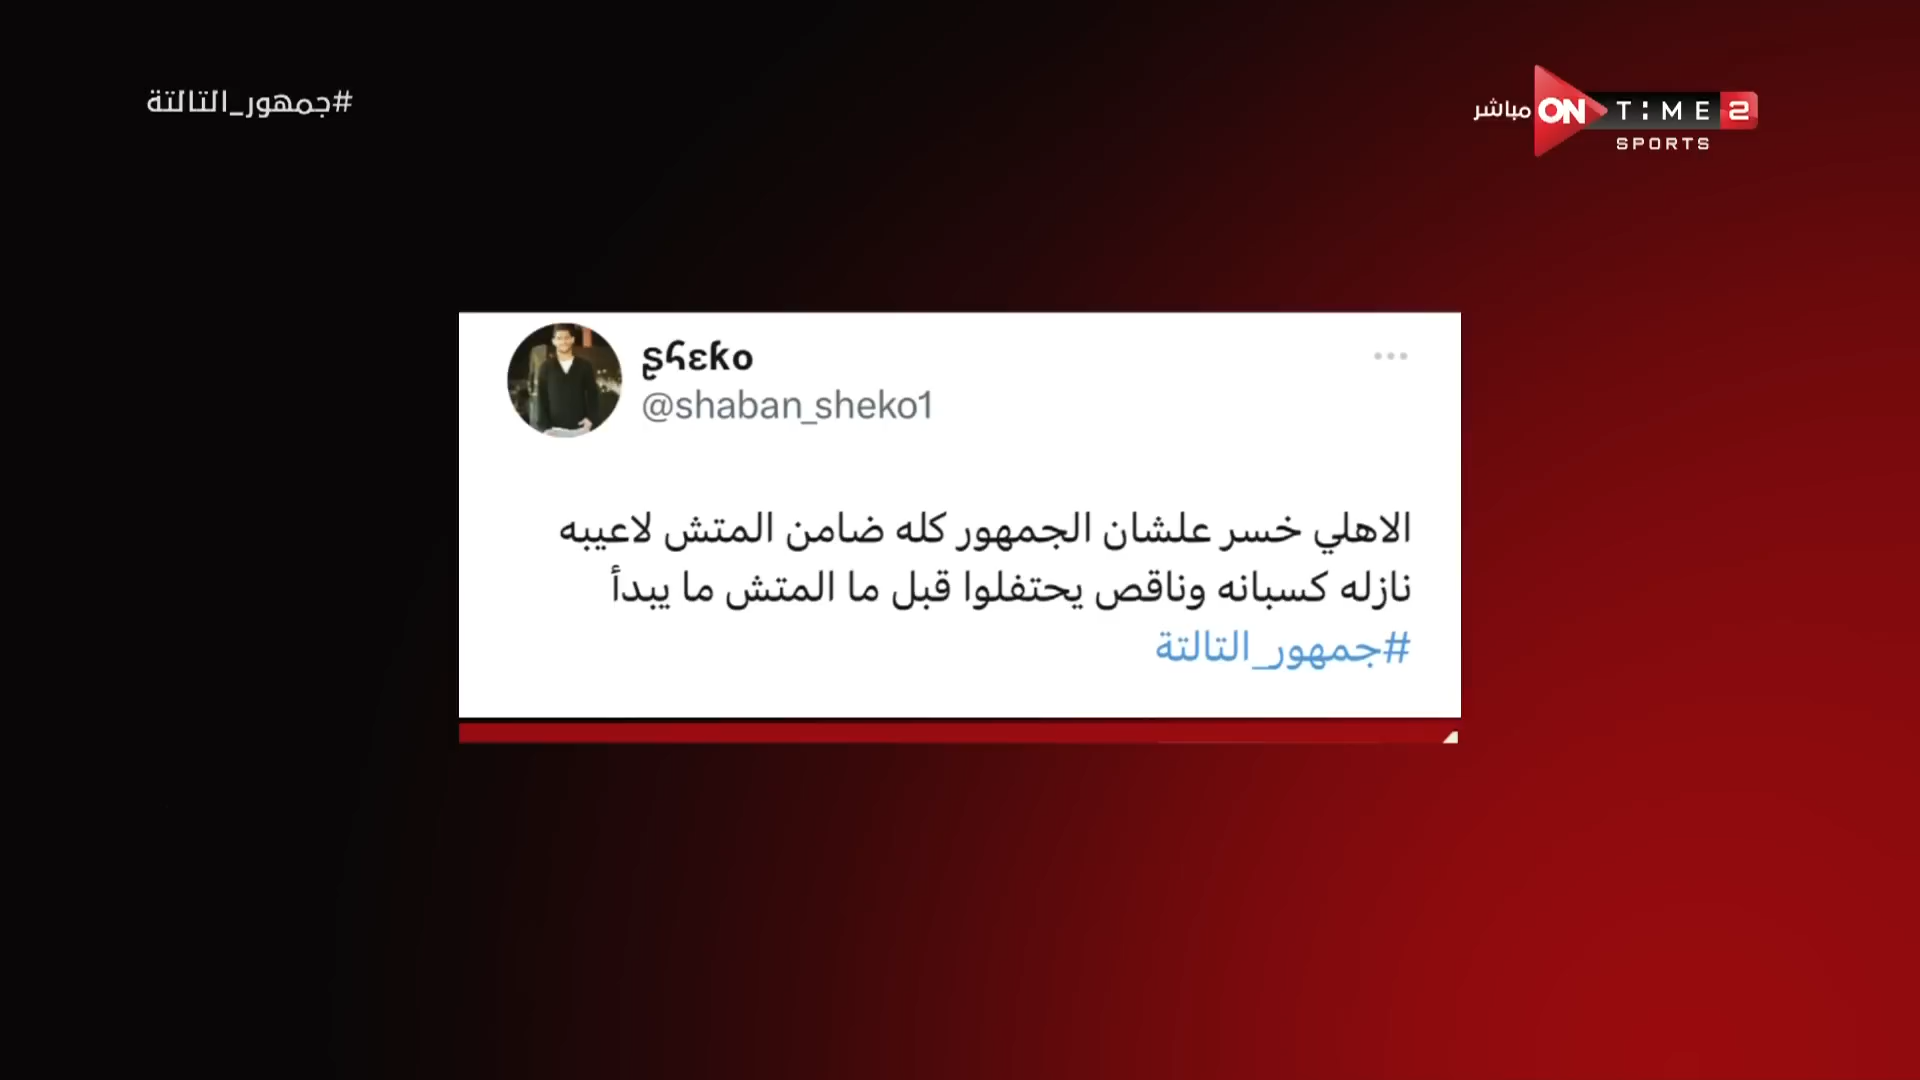 #جمهور_التالتة
مباشر ON TIME 2
SPORTS
ʂɦɛƙo
@shaban_sheko1
الاهلي خسر علشان الجمهور كله ضامن المتش لاعيبه
نازله كسبانه وناقص يحتفلوا قبل ما المتش ما يبدأ
#جمهور_التالتة